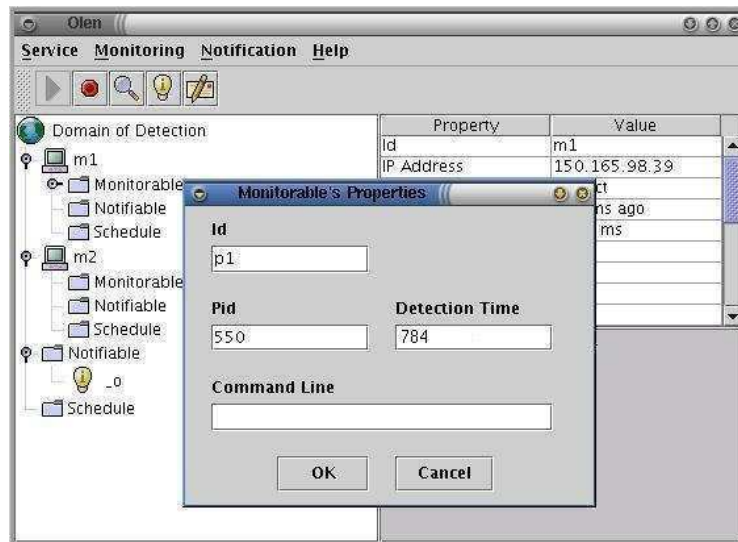 Olen
Service Monitoring Notification Help
Domain of Detection
m1
Monitorable
Notifiable
Schedule
m2
Monitorable
Notifiable
Schedule
Notifiable
_o
Schedule
Property Value
Id m1
IP Address 150.165.98.39
ms ago
ms
Monitorable's Properties
Id
p1
Pid Detection Time
550 784
Command Line
OK Cancel